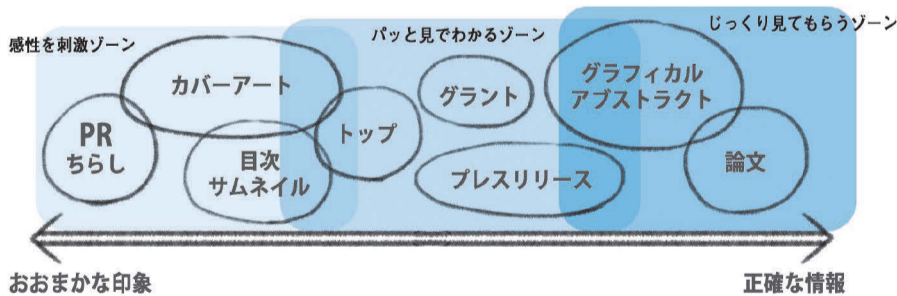 感性を刺激ゾーン
パッと見でわかるゾーン
じっくり見てもらうゾーン
カバーアート
PR
ちらし
目次
サムネイル
トップ
グラント
プレスリリース
グラフィカル
アブストラクト
論文
おおまかな印象
正確な情報